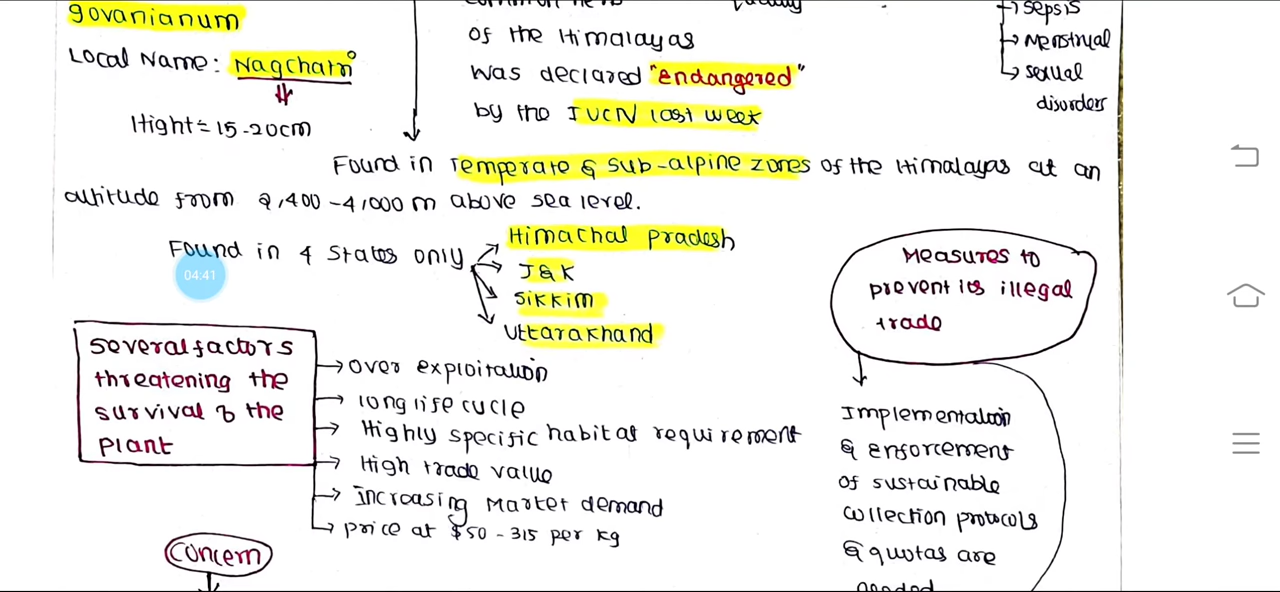 govanianum
Local Name: Nagchatri
Hight = 15-20cm
of the Himalayas
was declared "endangered"
by the IUCN last week
→ sepsis
→ Menstrual
→ sexual
disorders
Found in Temperate & sub-alpine zones of the Himalayas at an
altitude from 2,400-4,000 m above sea level.
Found in 4 States only
Himachal pradesh
J&K
Sikkim
Uttarakhand
04:41
Measures to
prevent its illegal
trade
Several factors
threatening the
survival of the
plant
→ over exploitation
→ long life cycle
→ Highly specific habitat requirement
→ High trade value
→ Increasing Market demand
→ price at $50-315 per kg
Implementation
& enforcement
of sustainable
collection protocols
& quotas are
needed
Concern